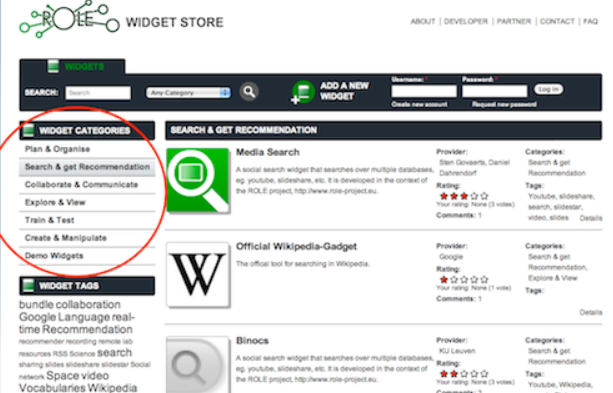 ROLE WIDGET STORE
ABOUT | DEVELOPER | PARTNER | CONTACT | FAQ
WIDGETS
SEARCH: Search
Any Category
ADD A NEW
WIDGET
Username: *
Password: *
Log in
Create new account
Request new password
WIDGET CATEGORIES
Plan & Organise
Search & get Recommendation
Collaborate & Communicate
Explore & View
Train & Test
Create & Manipulate
Demo Widgets
WIDGET TAGS
bundle collaboration
Google Language real-
time Recommendation
recommender recording remote lab
resources RSS Science search
sharing slides slideshare slidestar Social
network Space video
Vocabularies Wikipedia
SEARCH & GET RECOMMENDATION
Media Search
A social search widget that searches over multiple databases,
eg. youtube, slideshare, etc. It is developed in the context of
the ROLE project, http://www.role-project.eu.
Provider:
Sten Govaerts, Daniel
Dahrendorf
Rating:
Your rating: None (3 votes)
Comments: 1
Categories:
Search & get
Recommendation
Tags:
Youtube, slideshare,
search, slidestar,
video, slides
Details
W
Official Wikipedia-Gadget
The offical tool for searching in Wikipedia.
Provider:
Google
Rating:
Your rating: None (1 vote)
Comments: 1
Categories:
Search & get
Recommendation,
Explore & View
Tags:
Details
Binocs
A social search widget that searches over multiple databases,
eg. youtube, slideshare, etc. It is developed in the context of
the ROLE project, http://www.role-project.eu.
Provider:
KU Leuven
Rating:
Your rating: None (3 votes)
Categories:
Search & get
Recommendation
Tags:
Youtube, Wikipedia,